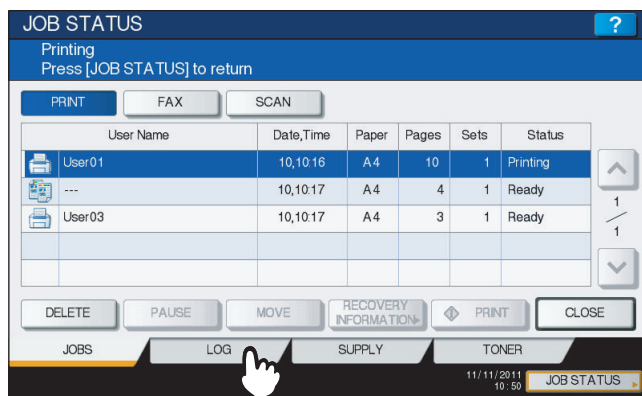 JOB STATUS
?
Printing
Press [JOB STATUS] to return
PRINT FAX SCAN
User Name Date,Time Paper Pages Sets Status
User01 10,10:16 A4 10 1 Printing
--- 10,10:17 A4 4 1 Ready
User03 10,10:17 A4 3 1 Ready
1
/
1
DELETE PAUSE MOVE RECOVERY INFORMATION PRINT CLOSE
JOBS LOG SUPPLY TONER
11/11/2011
10:50
JOB STATUS